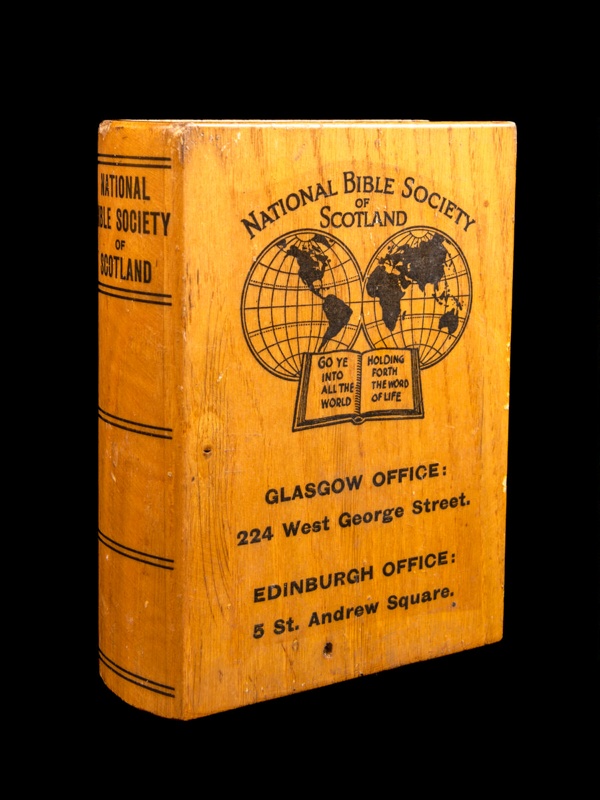 NATIONAL
BIBLE SOCIETY
OF
SCOTLAND
NATIONAL BIBLE SOCIETY
OF
SCOTLAND
GO YE
INTO
ALL THE
WORLD
HOLDING
FORTH
THE WORD
OF LIFE
GLASGOW OFFICE:
224 West George Street.
EDINBURGH OFFICE:
5 St. Andrew Square.